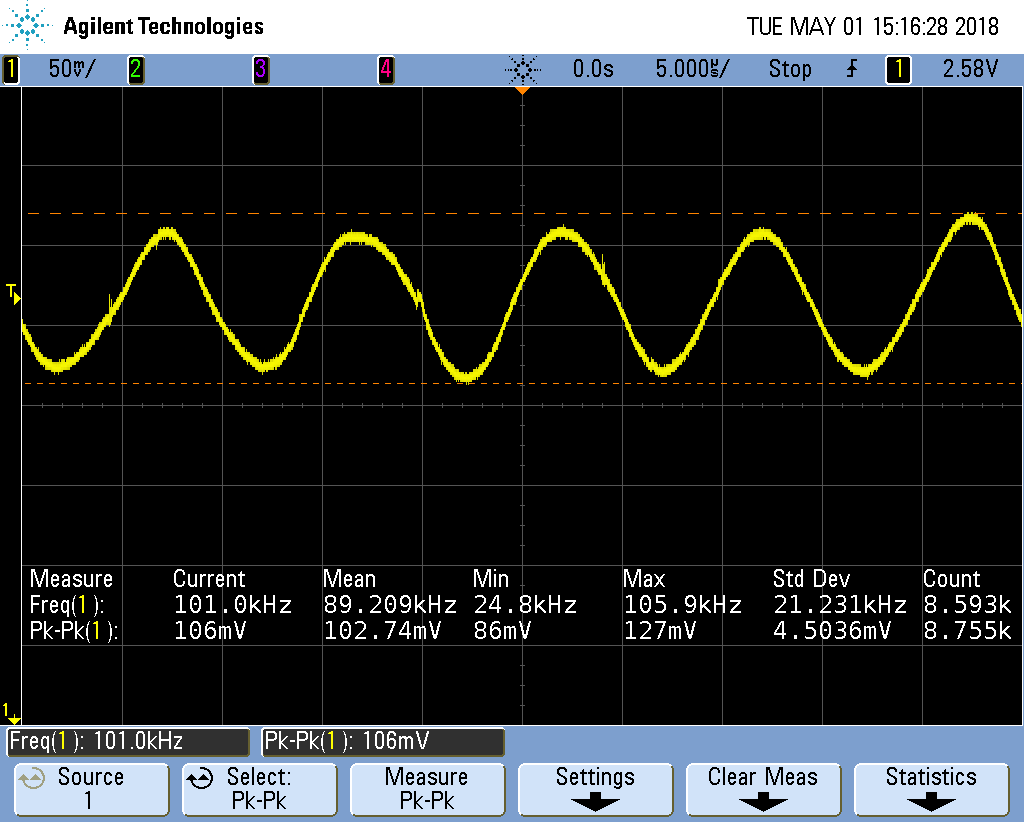 Agilent Technologies TUE MAY 01 15:16:28 2018
1 50mV/ 2 3 4 0.0s 5.000µs/ Stop 1 2.58V
T
Measure Current Mean Min Max Std Dev Count
Freq(1): 101.0kHz 89.209kHz 24.8kHz 105.9kHz 21.231kHz 8.593k
Pk-Pk(1): 106mV 102.74mV 86mV 127mV 4.5036mV 8.755k
1
Freq(1): 101.0kHz Pk-Pk(1): 106mV
Source Select: Measure Settings Clear Meas Statistics
1 Pk-Pk Pk-Pk